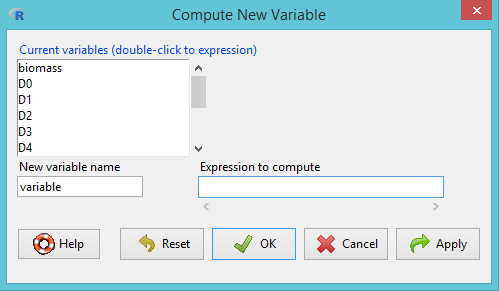 Compute New Variable
Current variables (double-click to expression)
biomass
D0
D1
D2
D3
D4
New variable name
Expression to compute
variable
Help
Reset
OK
Cancel
Apply